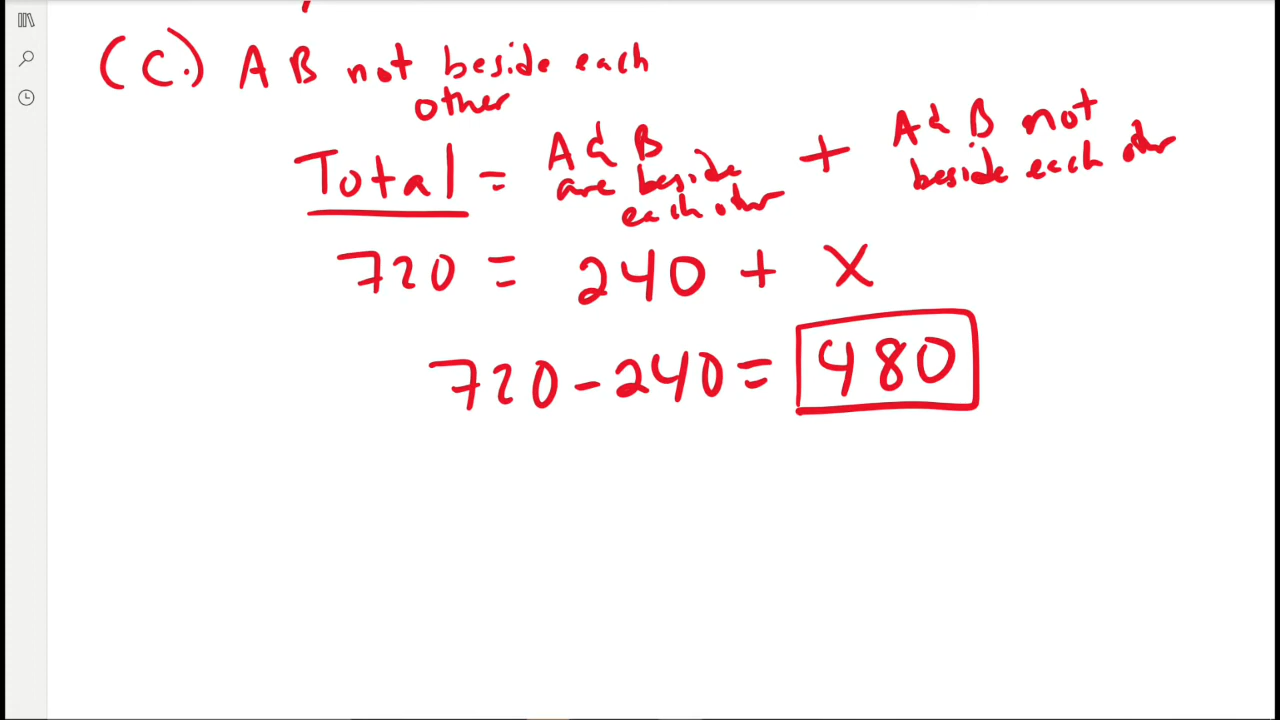 (C.) A B not beside each
other
Total = A & B are beside each other + A & B not beside each other
720 = 240 + X
720 - 240 = 480